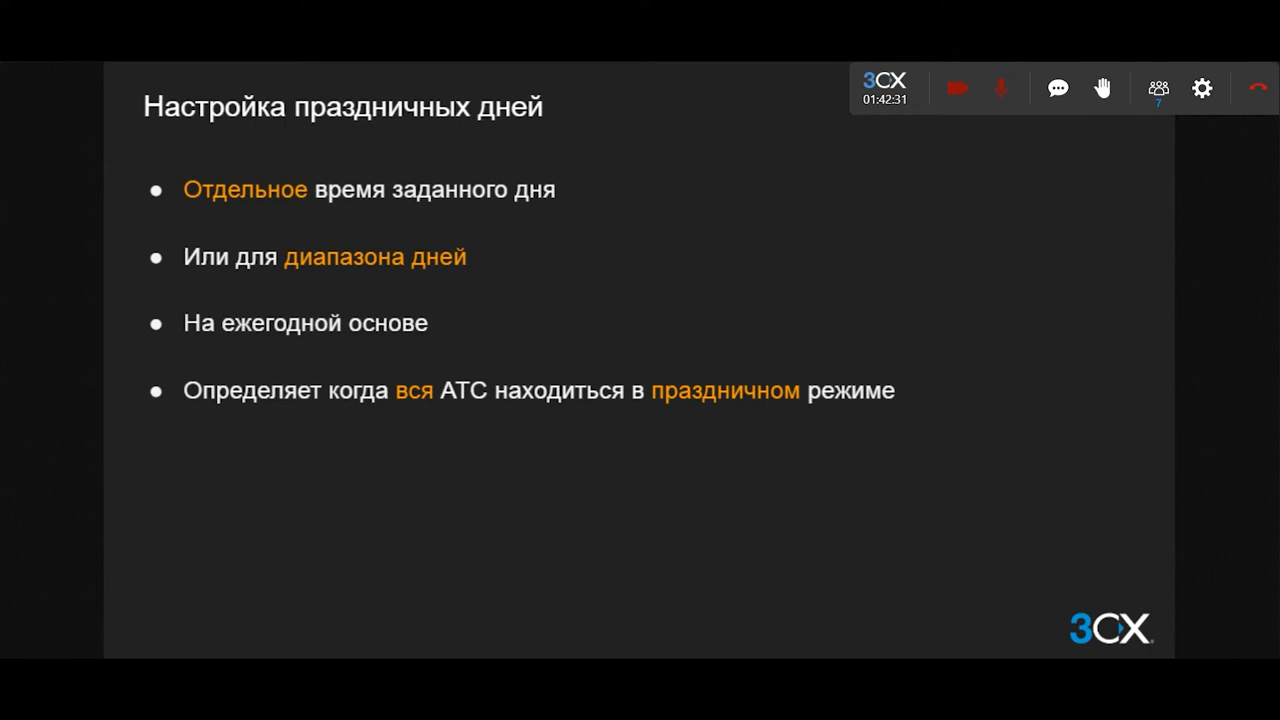 3CX
01:42:31
7
Настройка праздничных дней
Отдельное время заданного дня
Или для диапазона дней
На ежегодной основе
Определяет когда вся АТС находиться в праздничном режиме
3CX